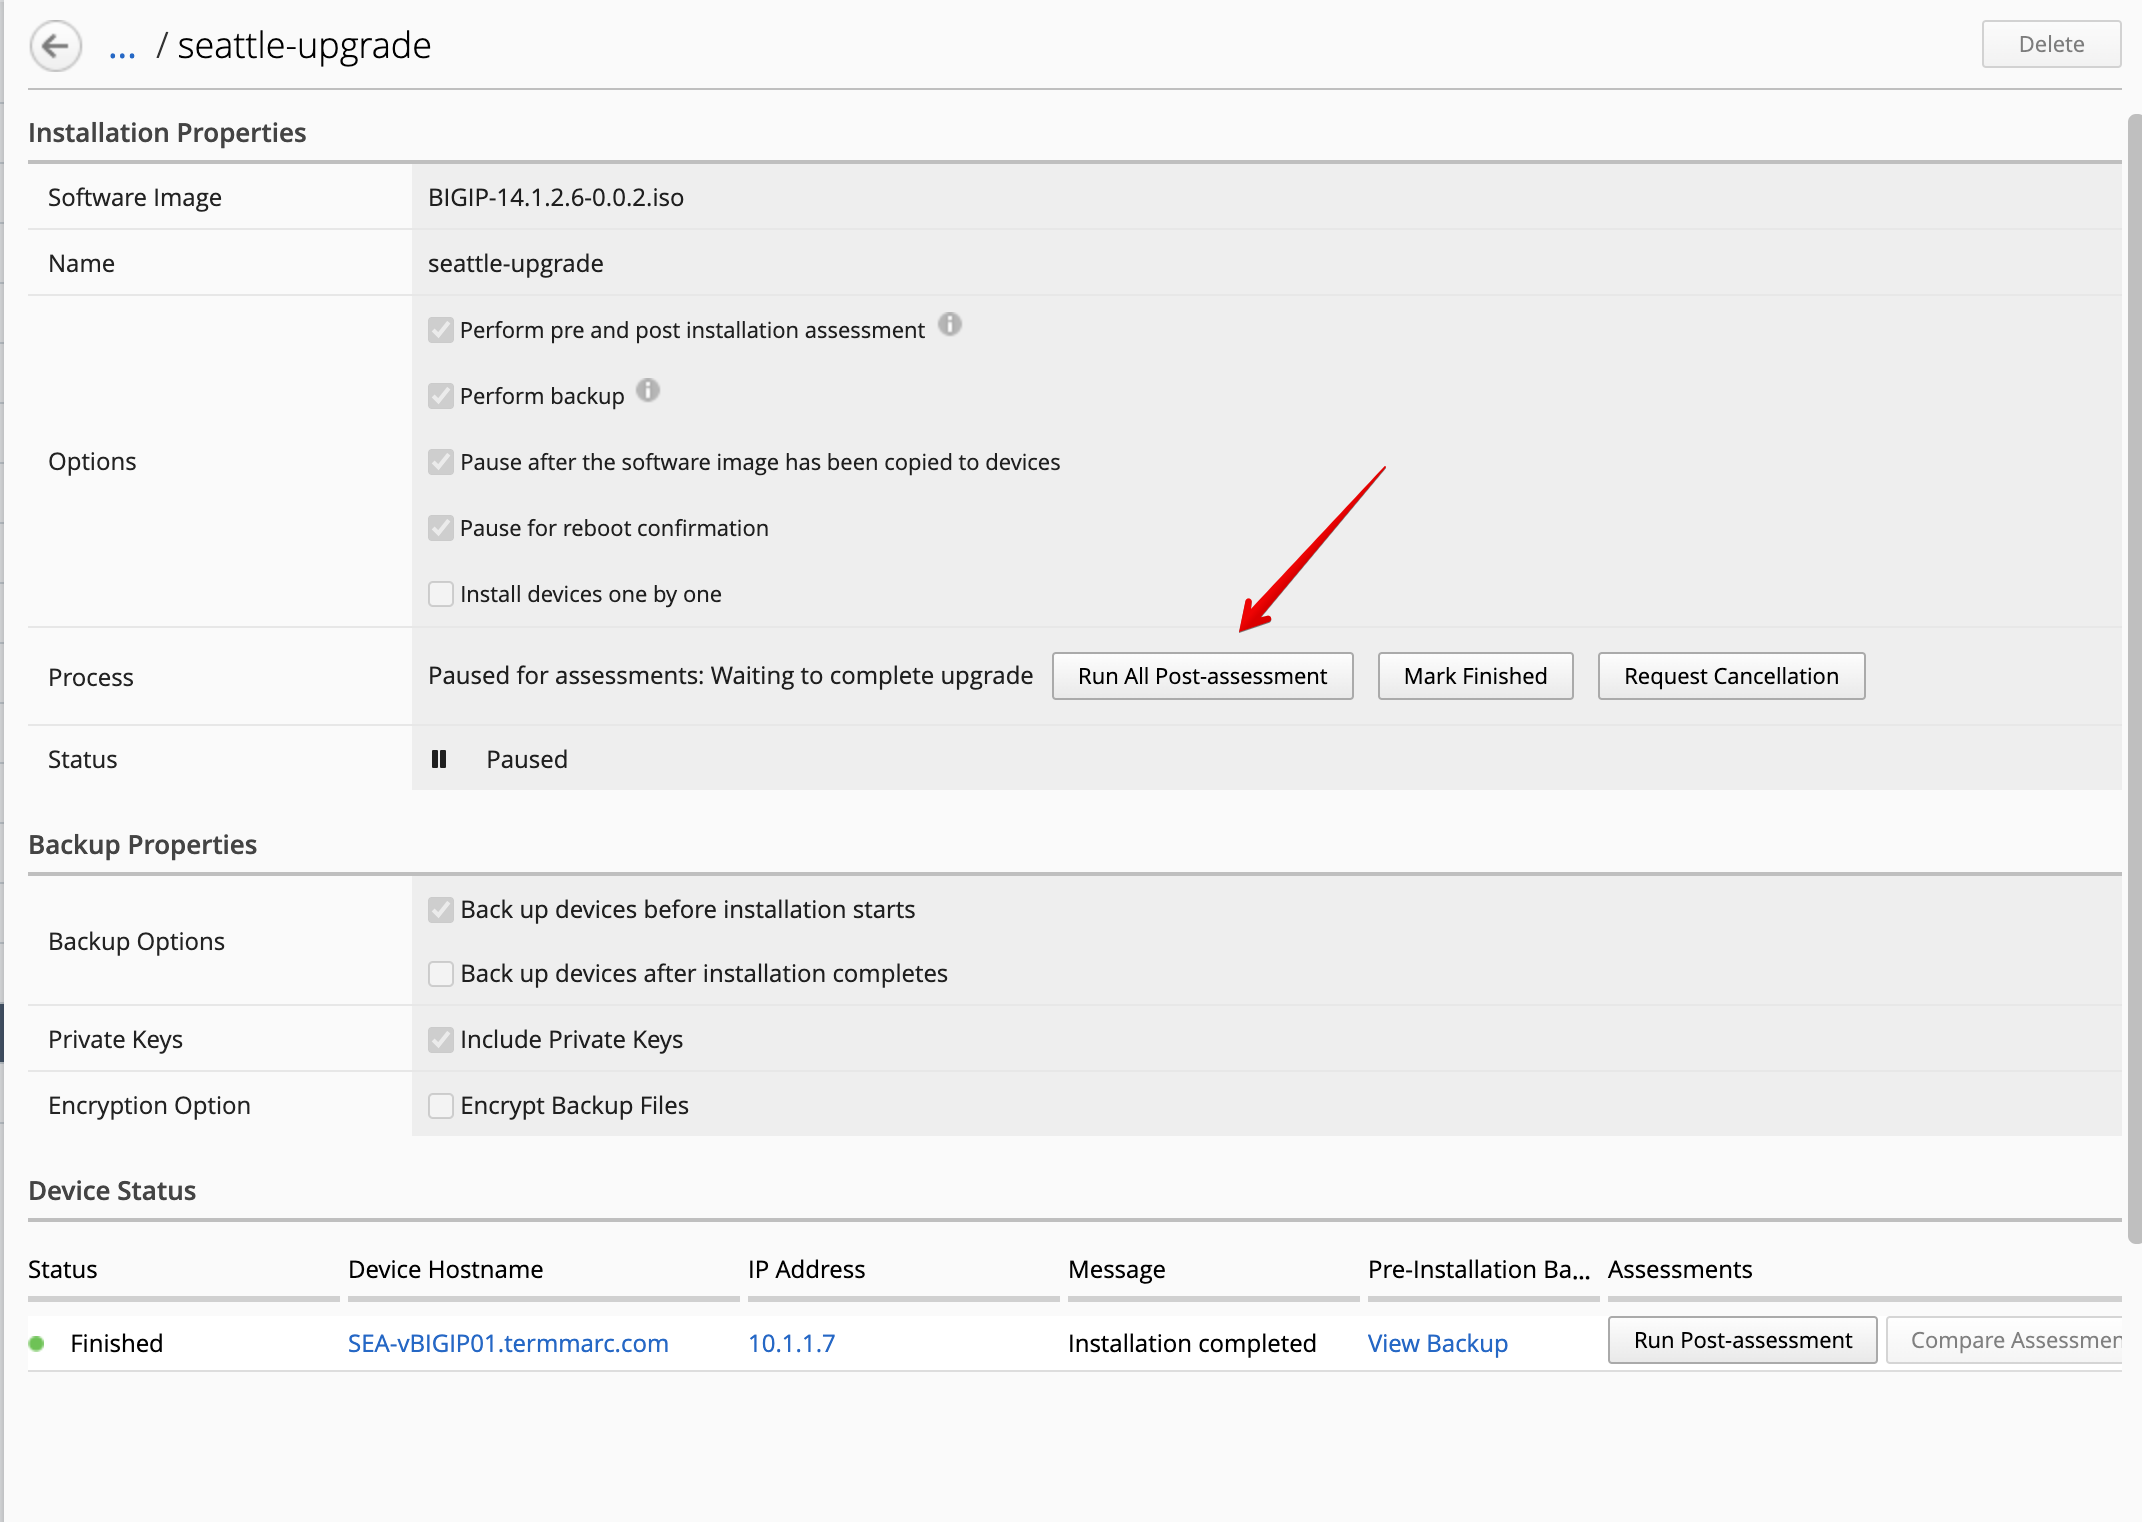 ... / seattle-upgrade
Delete
Installation Properties
Software Image
BIGIP-14.1.2.6-0.0.2.iso
Name
seattle-upgrade
Options
Perform pre and post installation assessment
Perform backup
Pause after the software image has been copied to devices
Pause for reboot confirmation
Install devices one by one
Process
Paused for assessments: Waiting to complete upgrade
Run All Post-assessment
Mark Finished
Request Cancellation
Status
Paused
Backup Properties
Backup Options
Back up devices before installation starts
Back up devices after installation completes
Private Keys
Include Private Keys
Encryption Option
Encrypt Backup Files
Device Status
Status Device Hostname IP Address Message Pre-Installation Ba... Assessments
Finished SEA-vBIGIP01.termmarc.com 10.1.1.7 Installation completed View Backup Run Post-assessment Compare Assessmen